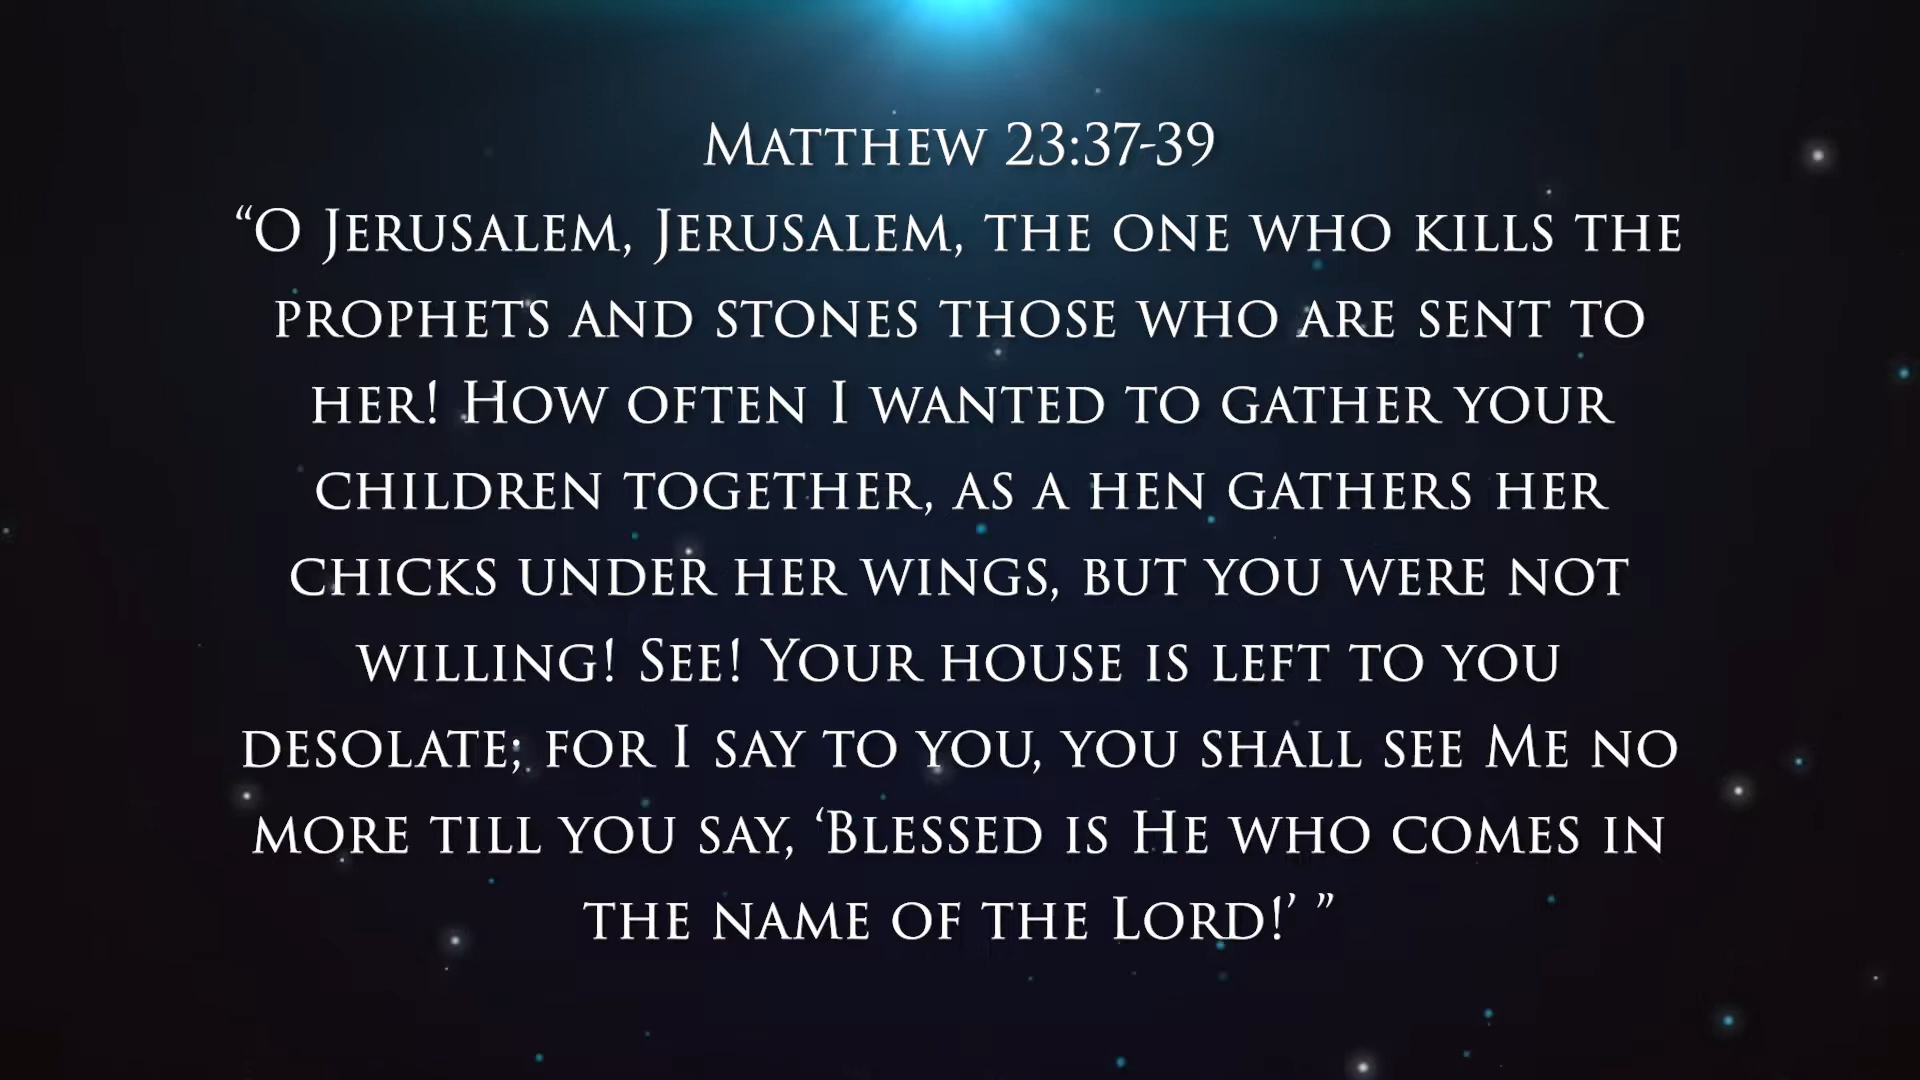 Matthew 23:37-39
“O Jerusalem, Jerusalem, the one who kills the
prophets and stones those who are sent to
her! How often I wanted to gather your
children together, as a hen gathers her
chicks under her wings, but you were not
willing! See! Your house is left to you
desolate; for I say to you, you shall see Me no
more till you say, ‘Blessed is He who comes in
the name of the Lord!’ ”